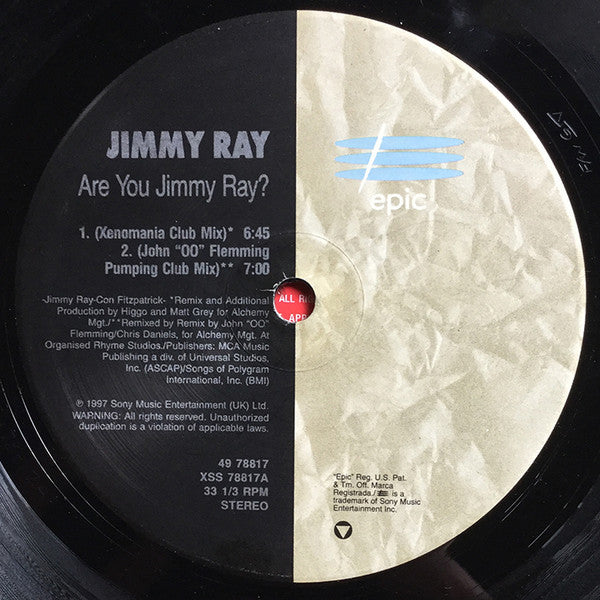 JIMMY RAY
Are You Jimmy Ray?
1. (Xenomania Club Mix)* 6:45
2. (John “OO” Flemming
Pumping Club Mix)** 7:00
-Jimmy Ray-Con Fitzpatrick- *Remix and Additional
Production by Higgo and Matt Grey for Alchemy
Mgt./**Remixed by Remix by John “OO”
Flemming/Chris Daniels, for Alchemy Mgt. At
Organised Rhyme Studios./Publishers: MCA Music
Publishing a div. of Universal Studios,
Inc. (ASCAP)/Songs of Polygram
International, Inc. (BMI)
℗ 1997 Sony Music Entertainment (UK) Ltd.
WARNING: All rights reserved. Unauthorized
duplication is a violation of applicable laws.
49 78817
XSS 78817A
33 1/3 RPM
STEREO
ALL
epic
"Epic" Reg. U.S. Pat.
& Tm. Off. Marca
Registrada./ is a
trademark of Sony Music
Entertainment Inc.